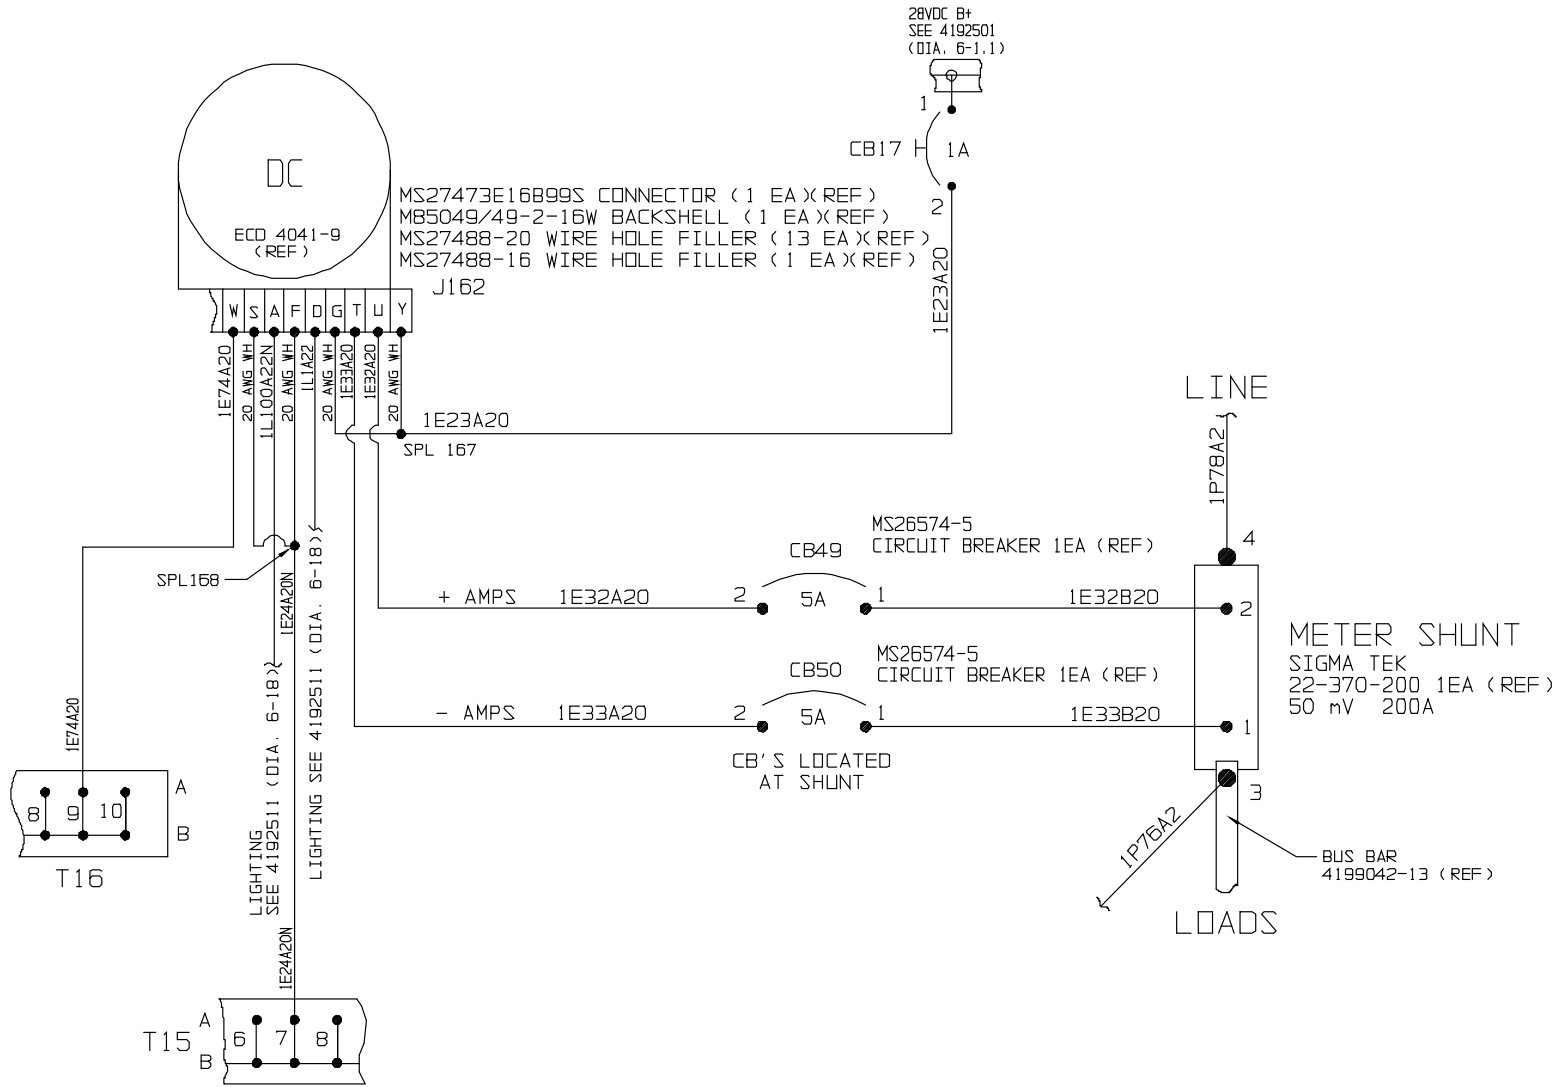 28VDC B+
SEE 4192501
(DIA. 6-1.1)
1
CB17
1A
2
1E23A20
DC
ECD 4041-9
(REF)
MS27473E16B99S CONNECTOR (1 EA)(REF)
M85049/49-2-16W BACKSHELL (1 EA)(REF)
MS27488-20 WIRE HOLE FILLER (13 EA)(REF)
MS27488-16 WIRE HOLE FILLER (1 EA)(REF)
J162
W S A F D G T U Y
1E74A20
20 AWG WH
1L100A22N
20 AWG WH
1L1A22
20 AWG WH
1E33A20
1E32A20
20 AWG WH
1E23A20
SPL 167
LINE
1P78A2
4
MS26574-5
CIRCUIT BREAKER 1EA (REF)
CB49
SPL168
1E24A20N
+ AMPS
1E32A20
2
5A
1
1E32B20
2
METER SHUNT
SIGMA TEK
22-370-200 1EA (REF)
50 mV 200A
MS26574-5
CIRCUIT BREAKER 1EA (REF)
CB50
- AMPS
1E33A20
2
5A
1
1E33B20
1
CB'S LOCATED
AT SHUNT
3
1P76A2
BUS BAR
4199042-13 (REF)
LOADS
1E74A20
8 9 10
A
B
T16
LIGHTING
SEE 4192511 (DIA. 6-18)
LIGHTING SEE 4192511 (DIA. 6-18)
1E24A20N
T15
A
B
6 7 8